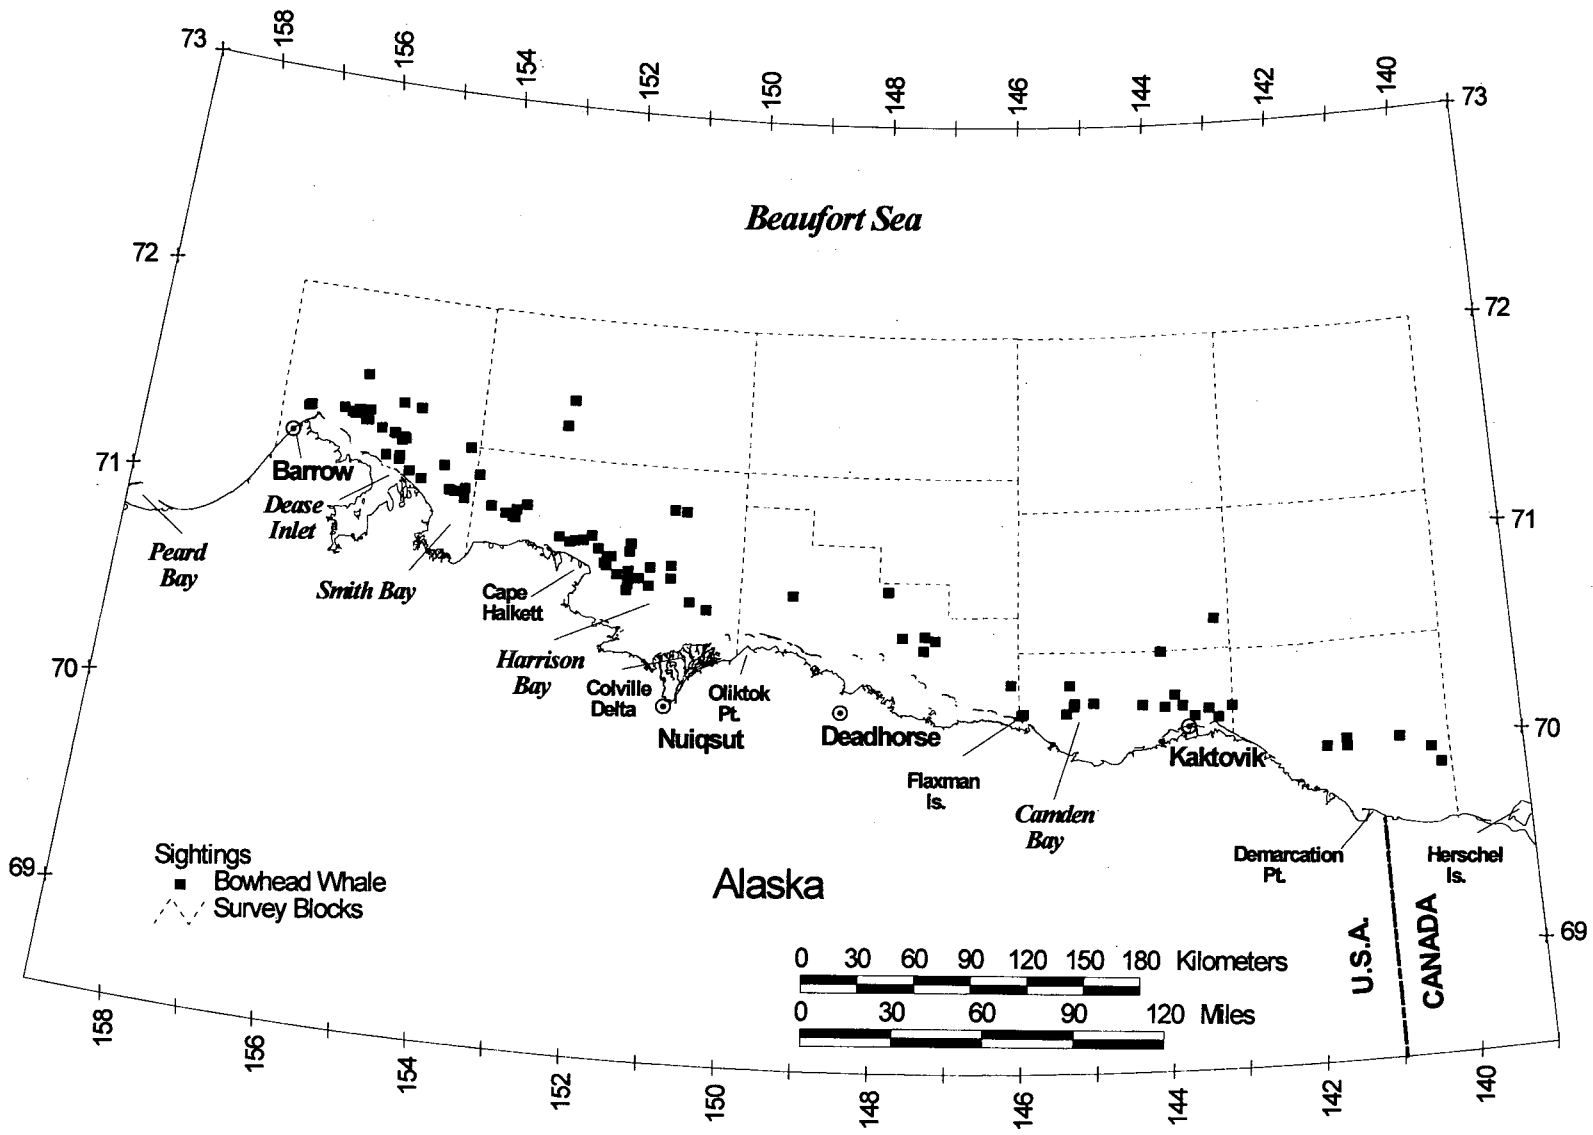 158
156
154
152
150
148
146
144
142
140
73
73
Beaufort Sea
72
72
71
71
Barrow
Dease
Inlet
Peard
Bay
Smith Bay
Cape
Halkett
Harrison
Bay
70
70
Colville
Delta
Oliktok
Pt.
Nuiqsut
Deadhorse
Kaktovik
Flaxman
Is.
Camden
Bay
Demarcation
Pt.
Herschel
Is.
69
69
Sightings
Bowhead Whale
Survey Blocks
Alaska
U.S.A.
CANADA
0 30 60 90 120 150 180 Kilometers
0 30 60 90 120 Miles
158
156
154
152
150
148
146
144
142
140